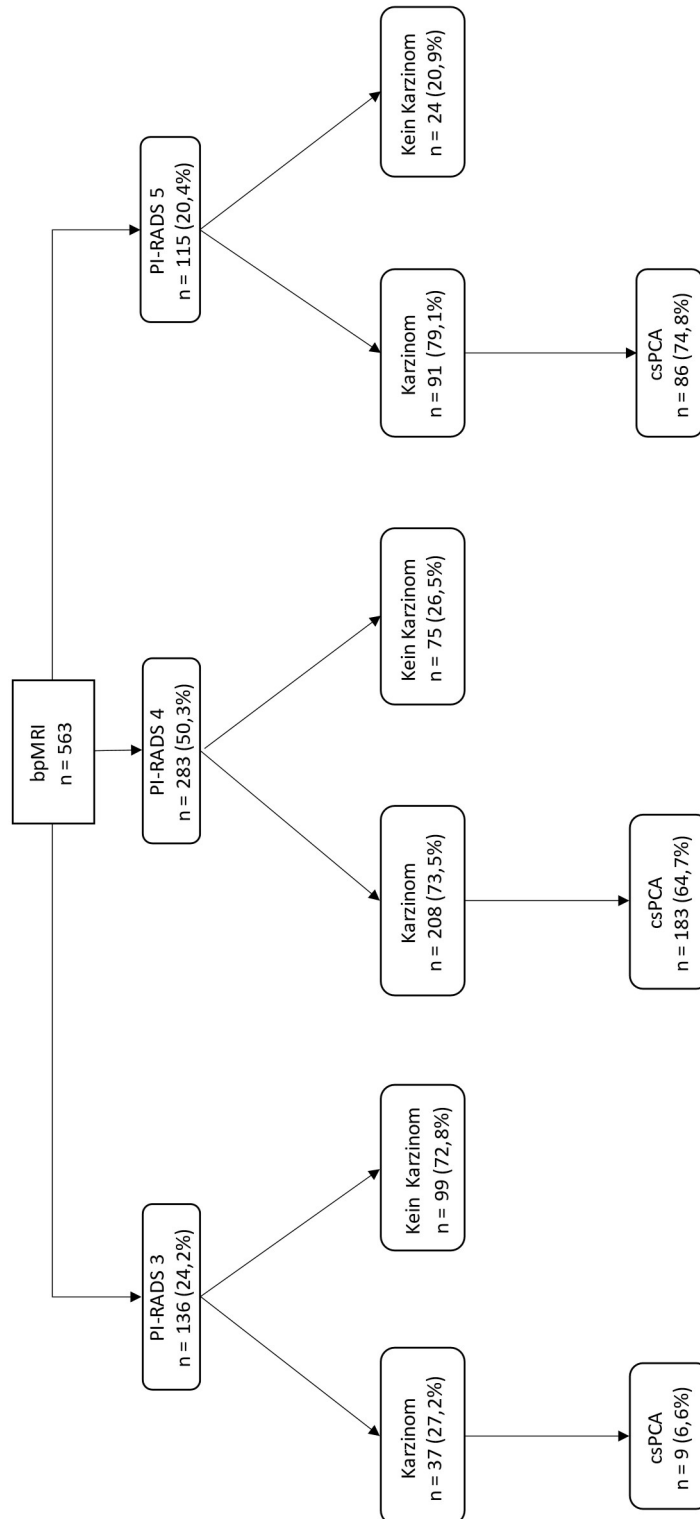 bpMRI
n = 563
PI-RADS 3
n = 136 (24,2%)
PI-RADS 4
n = 283 (50,3%)
PI-RADS 5
n = 115 (20,4%)
Karzinom
n = 37 (27,2%)
Kein Karzinom
n = 99 (72,8%)
Karzinom
n = 208 (73,5%)
Kein Karzinom
n = 75 (26,5%)
Karzinom
n = 91 (79,1%)
Kein Karzinom
n = 24 (20,9%)
csPCA
n = 9 (6,6%)
csPCA
n = 183 (64,7%)
csPCA
n = 86 (74,8%)